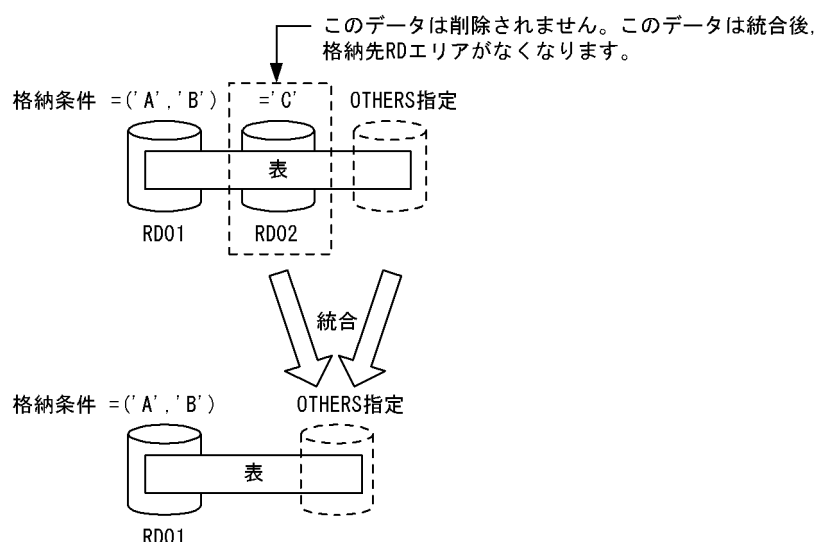 このデータは削除されません。このデータは統合後,
格納先RDエリアがなくなります。
格納条件 =('A','B') ='C' OTHERS指定
表
RD01 RD02
統合
格納条件 =('A','B') OTHERS指定
表
RD01